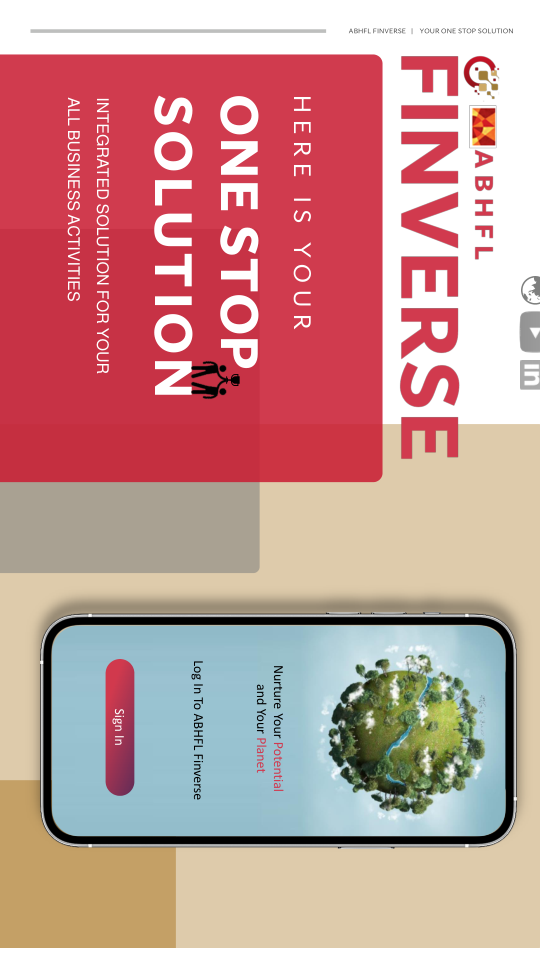 ABHFL FINVERSE | YOUR ONE STOP SOLUTION
ABHFL
FINVERSE
HERE IS YOUR
ONE STOP
SOLUTION
INTEGRATED SOLUTION FOR YOUR
ALL BUSINESS ACTIVITIES
in
Nurture Your Potential
and Your Planet
Log In To ABHFL Finverse
Sign In